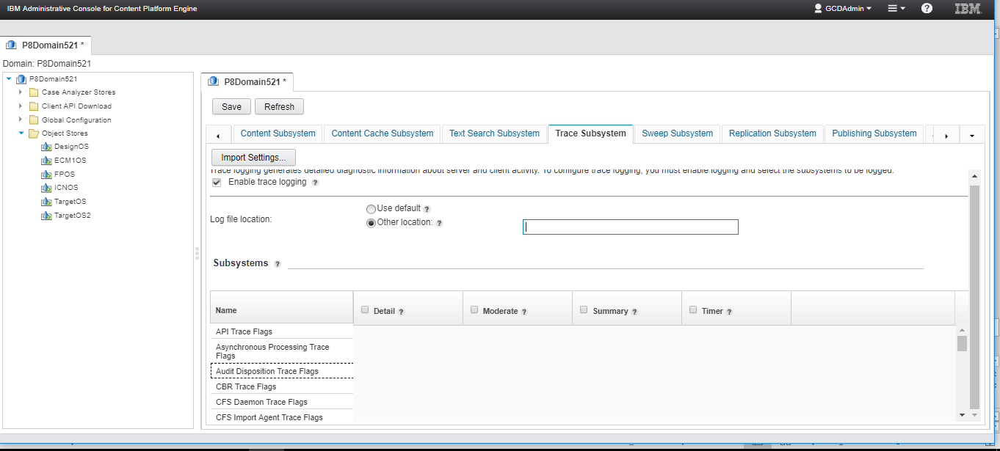 IBM Administrative Console for Content Platform Engine
GCDAdmin
?
IBM
P8Domain521 *
Domain: P8Domain521
P8Domain521
Case Analyzer Stores
Client API Download
Global Configuration
Object Stores
DesignOS
ECM1OS
FPOS
ICNOS
TargetOS
TargetOS2
P8Domain521 *
Save Refresh
Content Subsystem Content Cache Subsystem Text Search Subsystem Trace Subsystem Sweep Subsystem Replication Subsystem Publishing Subsystem
Import Settings...
Trace logging generates detailed diagnostic information about server and client activity. To configure trace logging, you must enable logging and select the subsystems to be logged.
Enable trace logging ?
Use default ?
Log file location:
Other location: ?
Subsystems ?
Name Detail ? Moderate ? Summary ? Timer ?
API Trace Flags
Asynchronous Processing Trace
Flags
Audit Disposition Trace Flags
CBR Trace Flags
CFS Daemon Trace Flags
CFS Import Agent Trace Flags